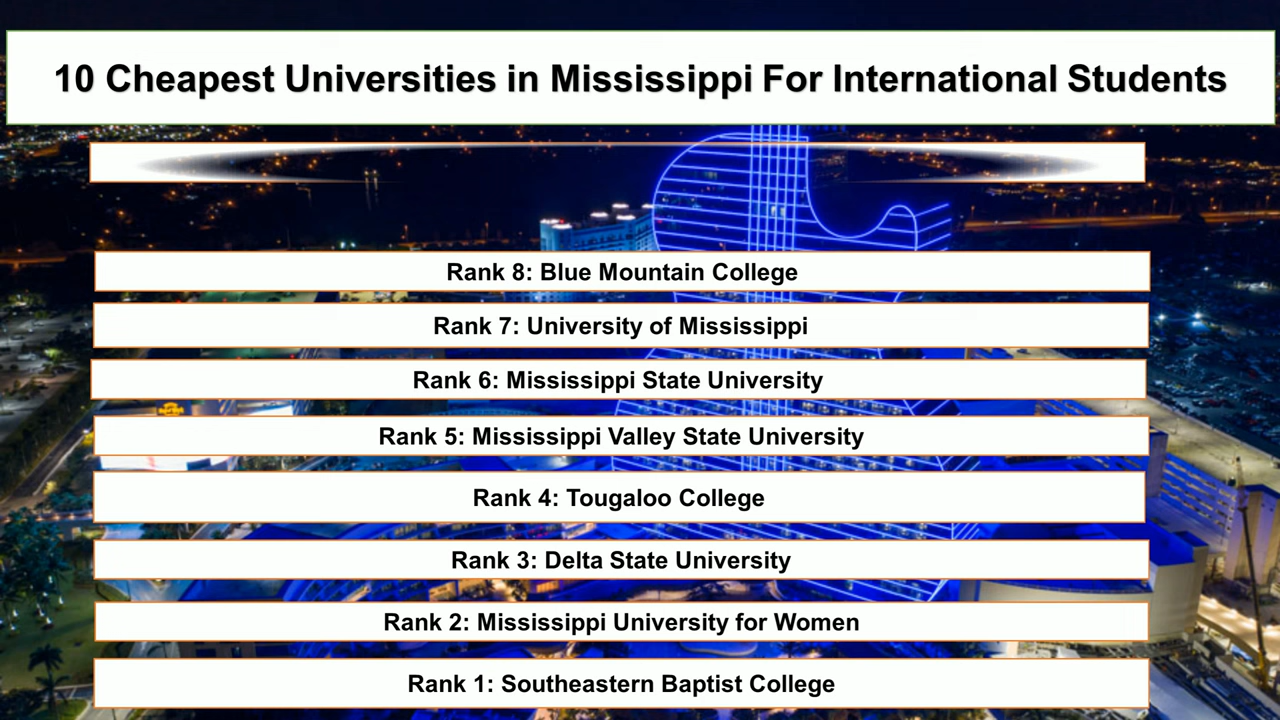 10 Cheapest Universities in Mississippi For International Students
Rank 8: Blue Mountain College
Rank 7: University of Mississippi
Rank 6: Mississippi State University
Rank 5: Mississippi Valley State University
Rank 4: Tougaloo College
Rank 3: Delta State University
Rank 2: Mississippi University for Women
Rank 1: Southeastern Baptist College